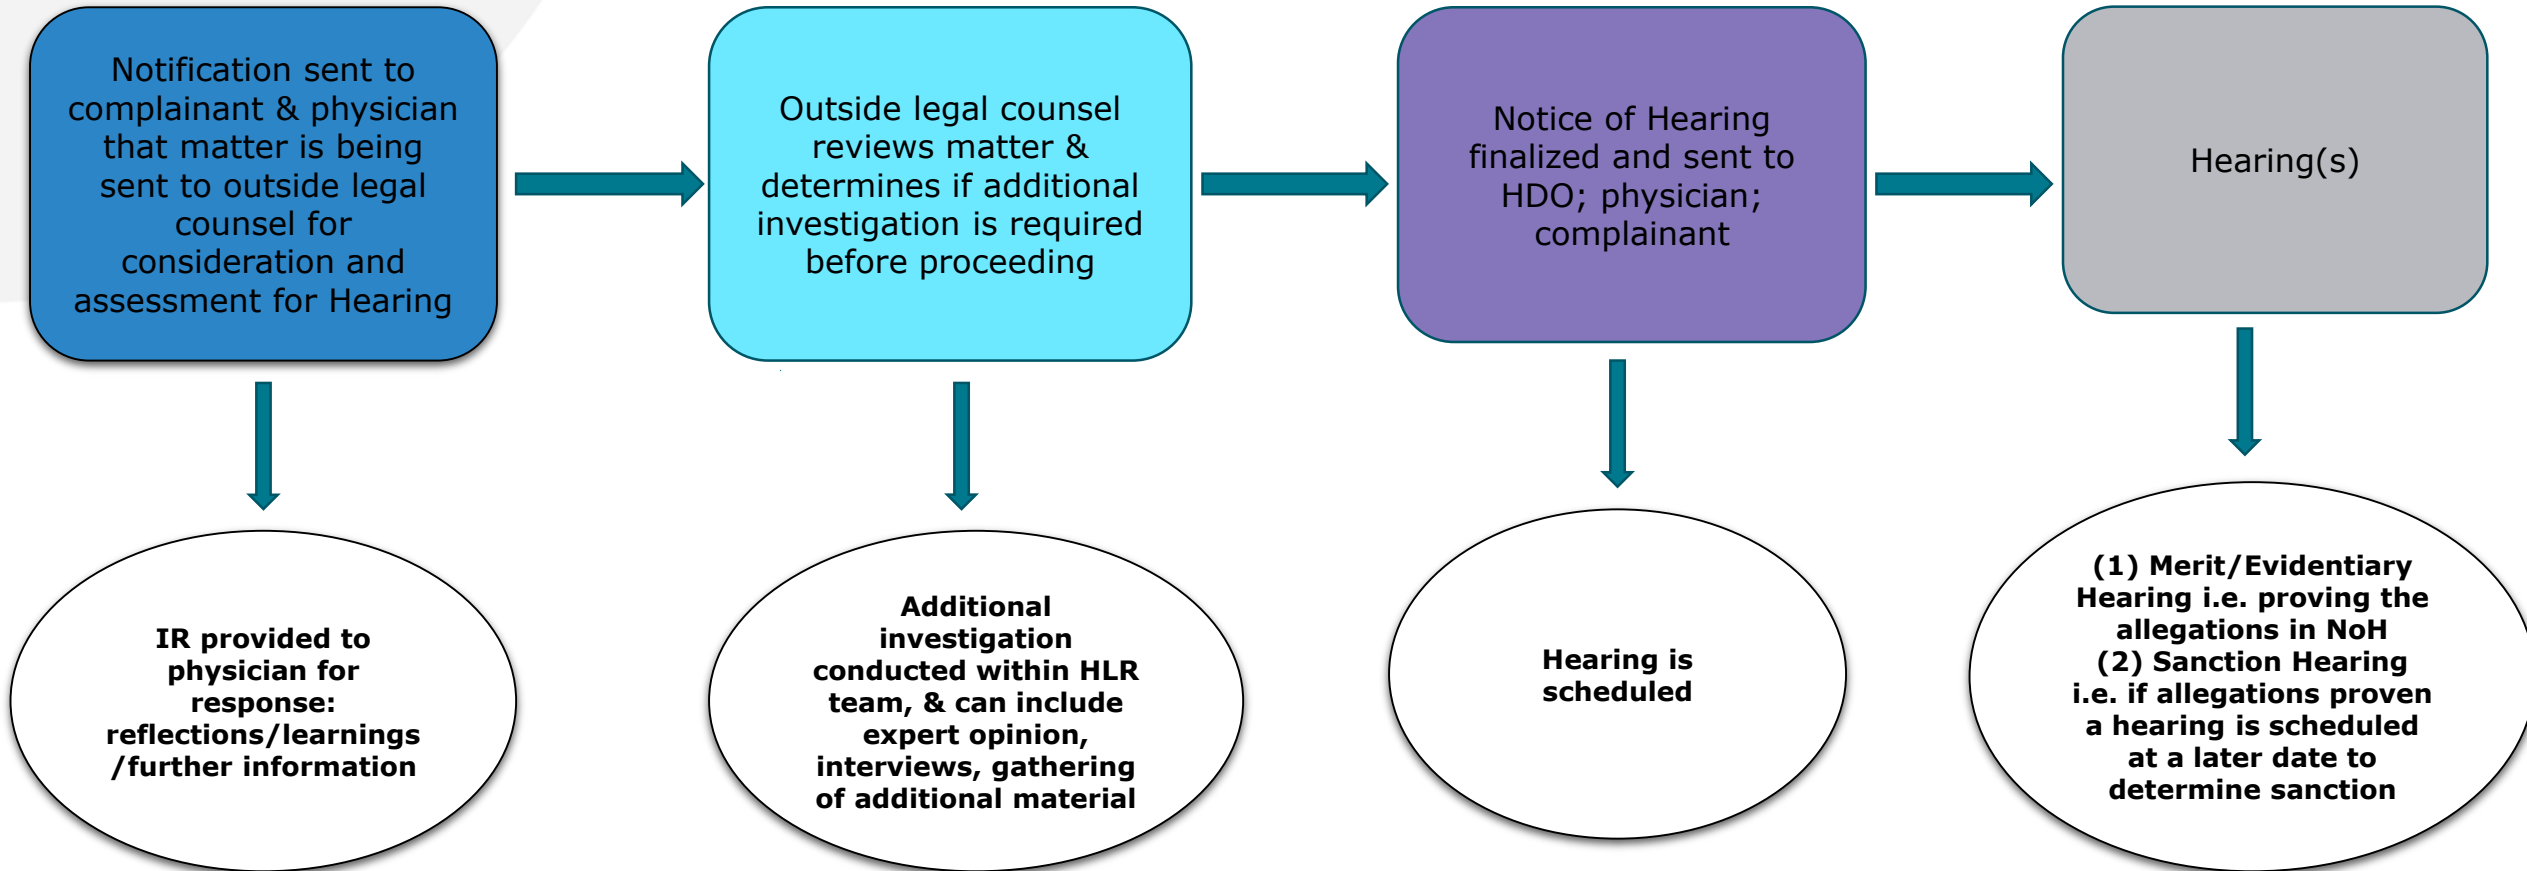 Notification sent to
complainant & physician
that matter is being
sent to outside legal
counsel for
consideration and
assessment for Hearing
Outside legal counsel
reviews matter &
determines if additional
investigation is required
before proceeding
Notice of Hearing
finalized and sent to
HDO; physician;
complainant
Hearing(s)
IR provided to
physician for
response:
reflections/learnings
/further information
Additional
investigation
conducted within HLR
team, & can include
expert opinion,
interviews, gathering
of additional material
Hearing is
scheduled
(1) Merit/Evidentiary
Hearing i.e. proving the
allegations in NoH
(2) Sanction Hearing
i.e. if allegations proven
a hearing is scheduled
at a later date to
determine sanction